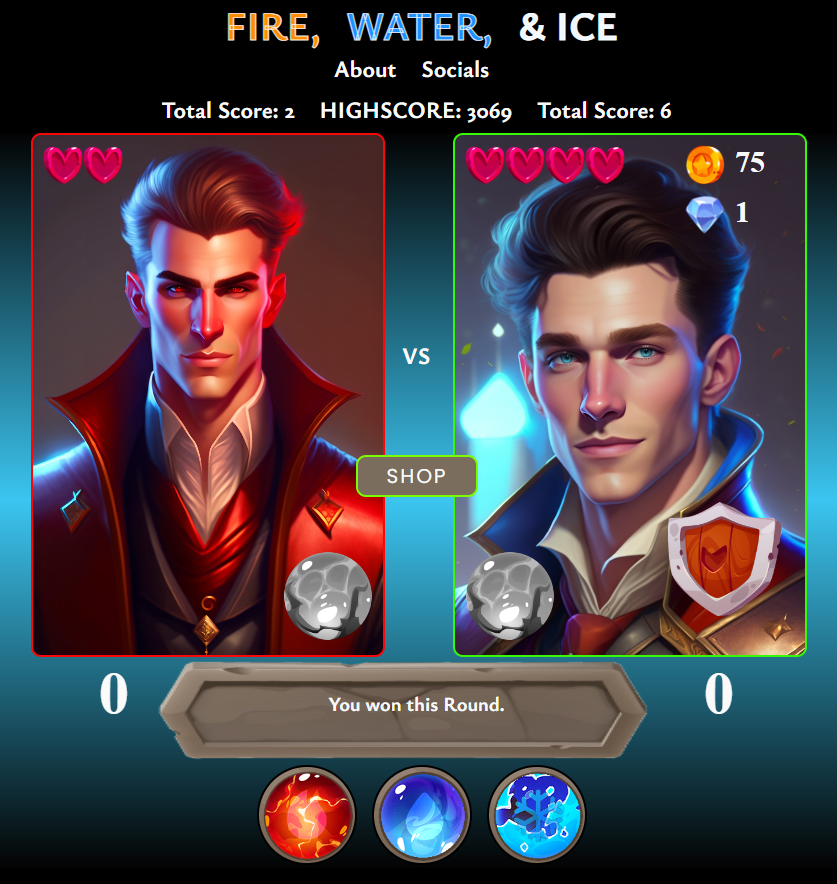 FIRE, WATER, & ICE
About Socials
Total Score: 2 HIGHSCORE: 3069 Total Score: 6
75
1
VS
SHOP
0 You won this Round. 0